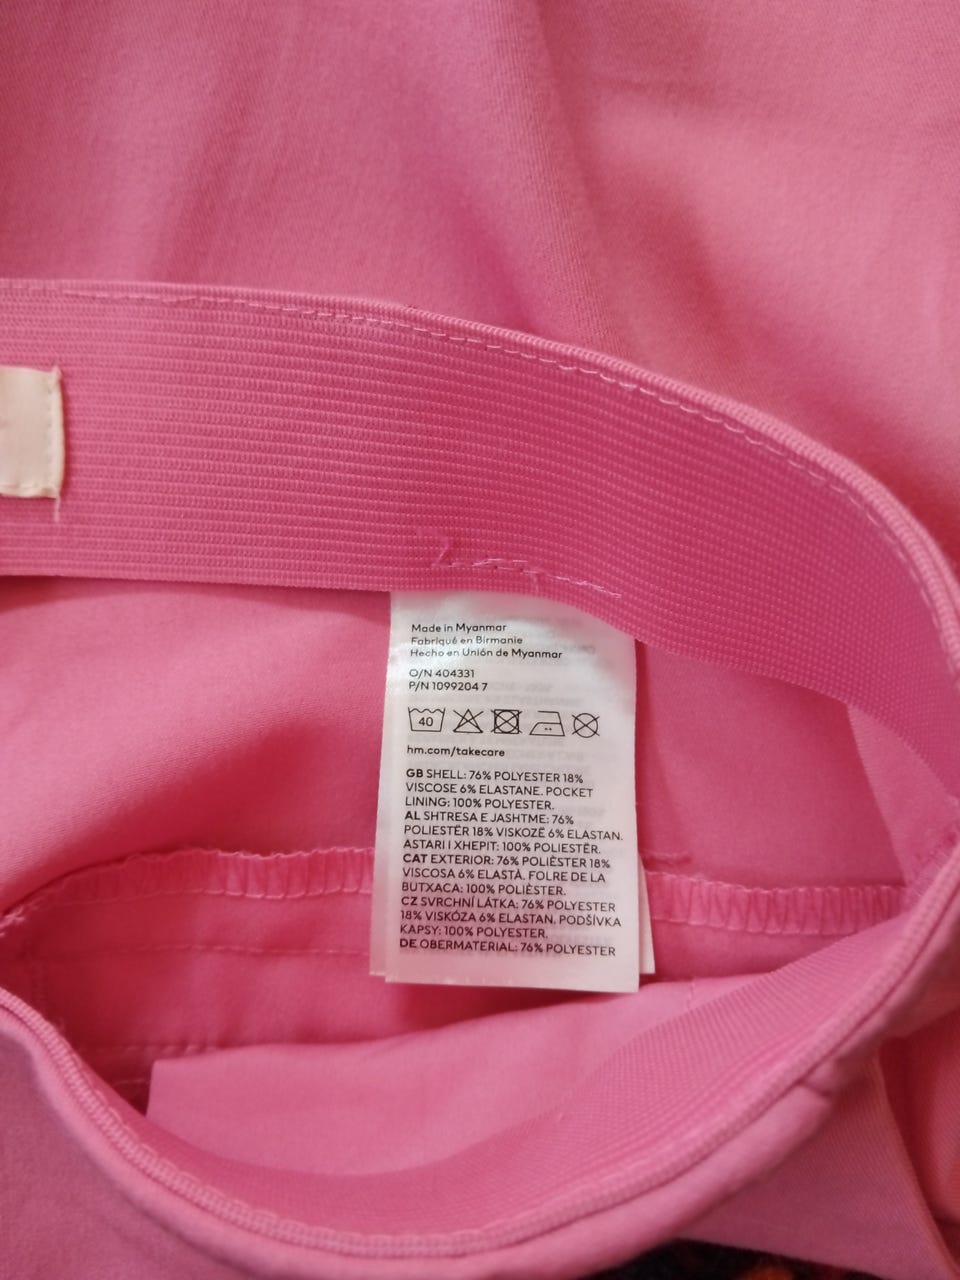 Made in Myanmar
Fabriqué en Birmanie
Hecho en Unión de Myanmar
O/N 404331
P/N 1099204 7
40
hm.com/takecare
GB SHELL: 76% POLYESTER 18%
VISCOSE 6% ELASTANE. POCKET
LINING: 100% POLYESTER.
AL SHTRESA E JASHTME: 76%
POLIESTËR 18% VISKOZË 6% ELASTAN.
ASTARI I XHEPIT: 100% POLIESTËR.
CAT EXTERIOR: 76% POLIÈSTER 18%
VISCOSA 6% ELASTÀ. FOLRE DE LA
BUTXACA: 100% POLIÈSTER.
CZ SVRCHNÍ LÁTKA: 76% POLYESTER
18% VISKÓZA 6% ELASTAN. PODŠÍVKA
KAPSY: 100% POLYESTER.
DE OBERMATERIAL: 76% POLYESTER